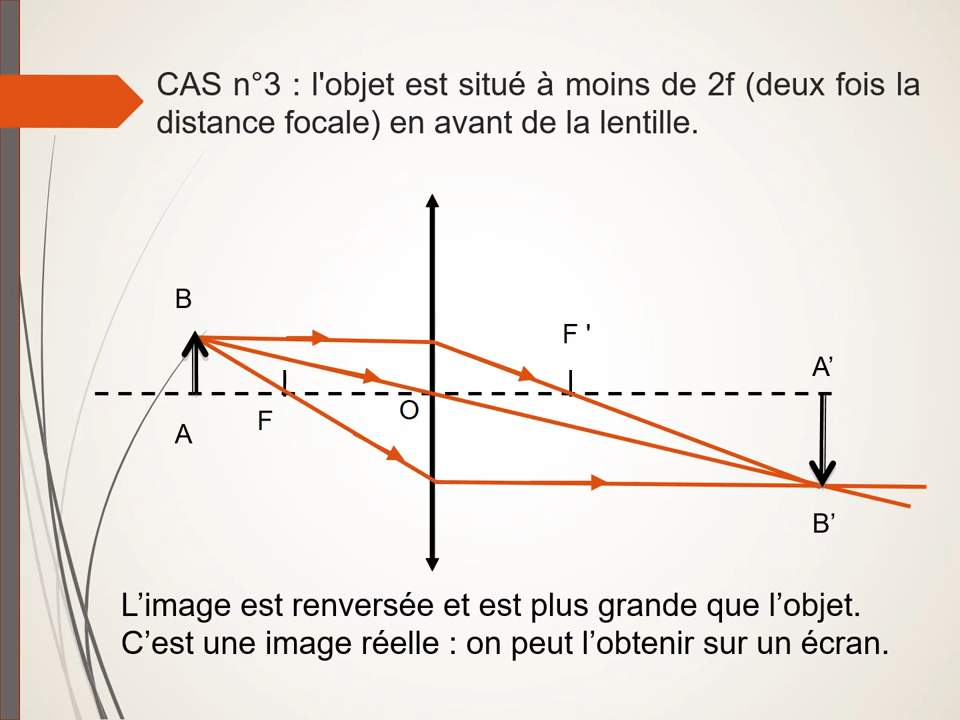 CAS n°3 : l'objet est situé à moins de 2f (deux fois la
distance focale) en avant de la lentille.
B
F '
A’
O
F
A
B’
L’image est renversée et est plus grande que l’objet.
C’est une image réelle : on peut l’obtenir sur un écran.